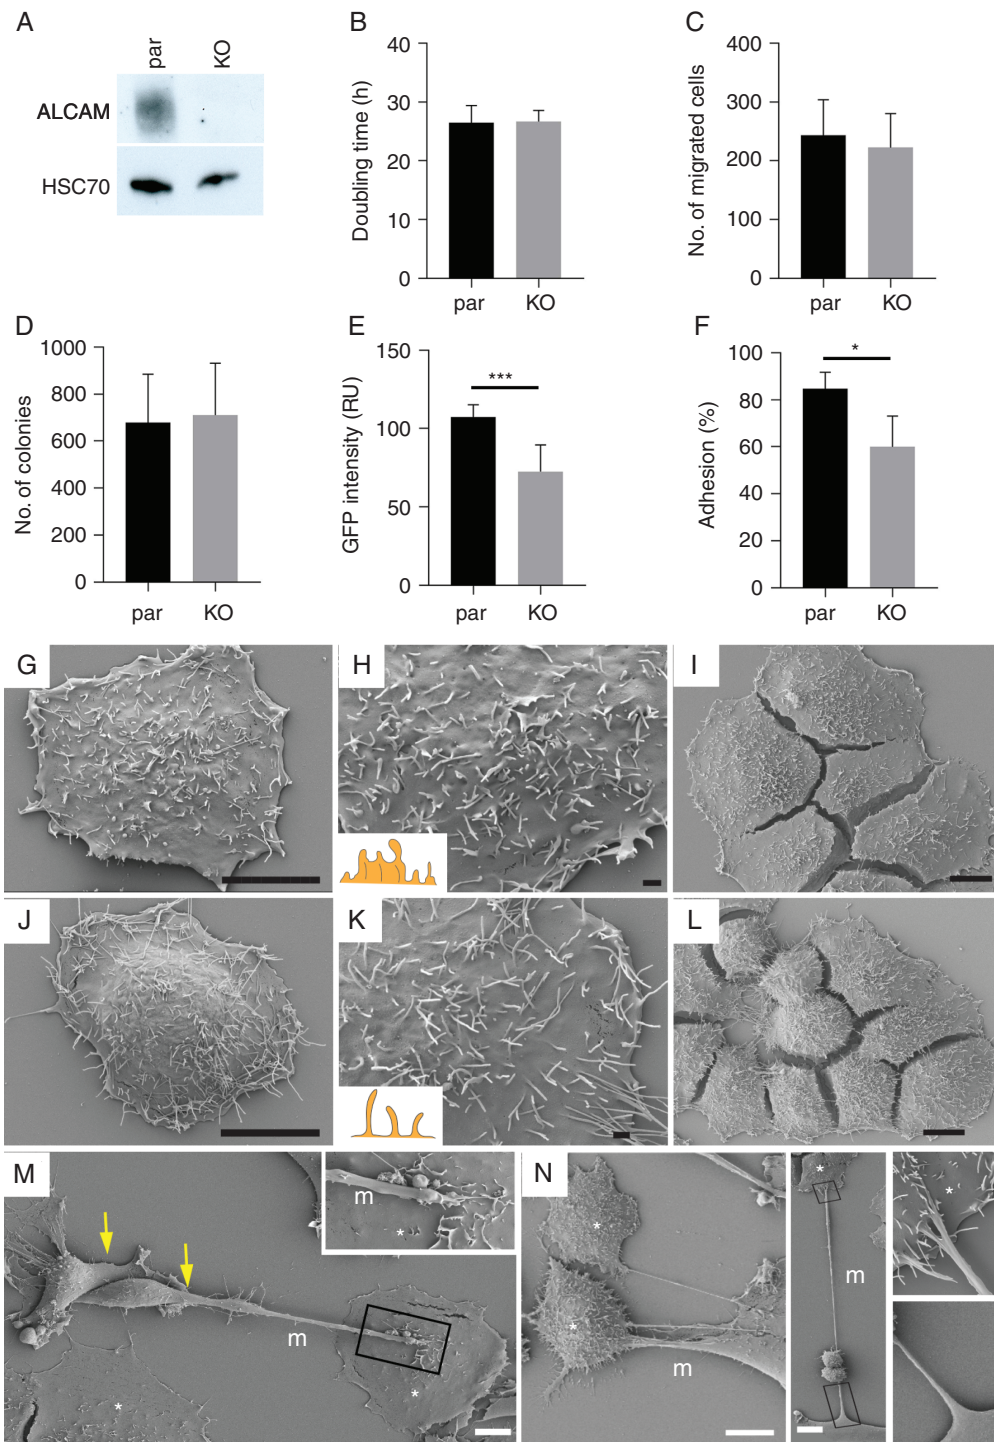 A
par
KO
ALCAM
HSC70
B
Doubling time (h)
40
30
20
10
0
par
KO
C
No. of migrated cells
400
300
200
100
0
par
KO
D
No. of colonies
1000
800
600
400
200
0
par
KO
E
GFP intensity (RU)
150
100
50
0
***
par
KO
F
Adhesion (%)
100
80
60
40
20
0
*
par
KO
G
H
I
J
K
L
M
m
*
m
*
*
N
*
*
m
*
m
*